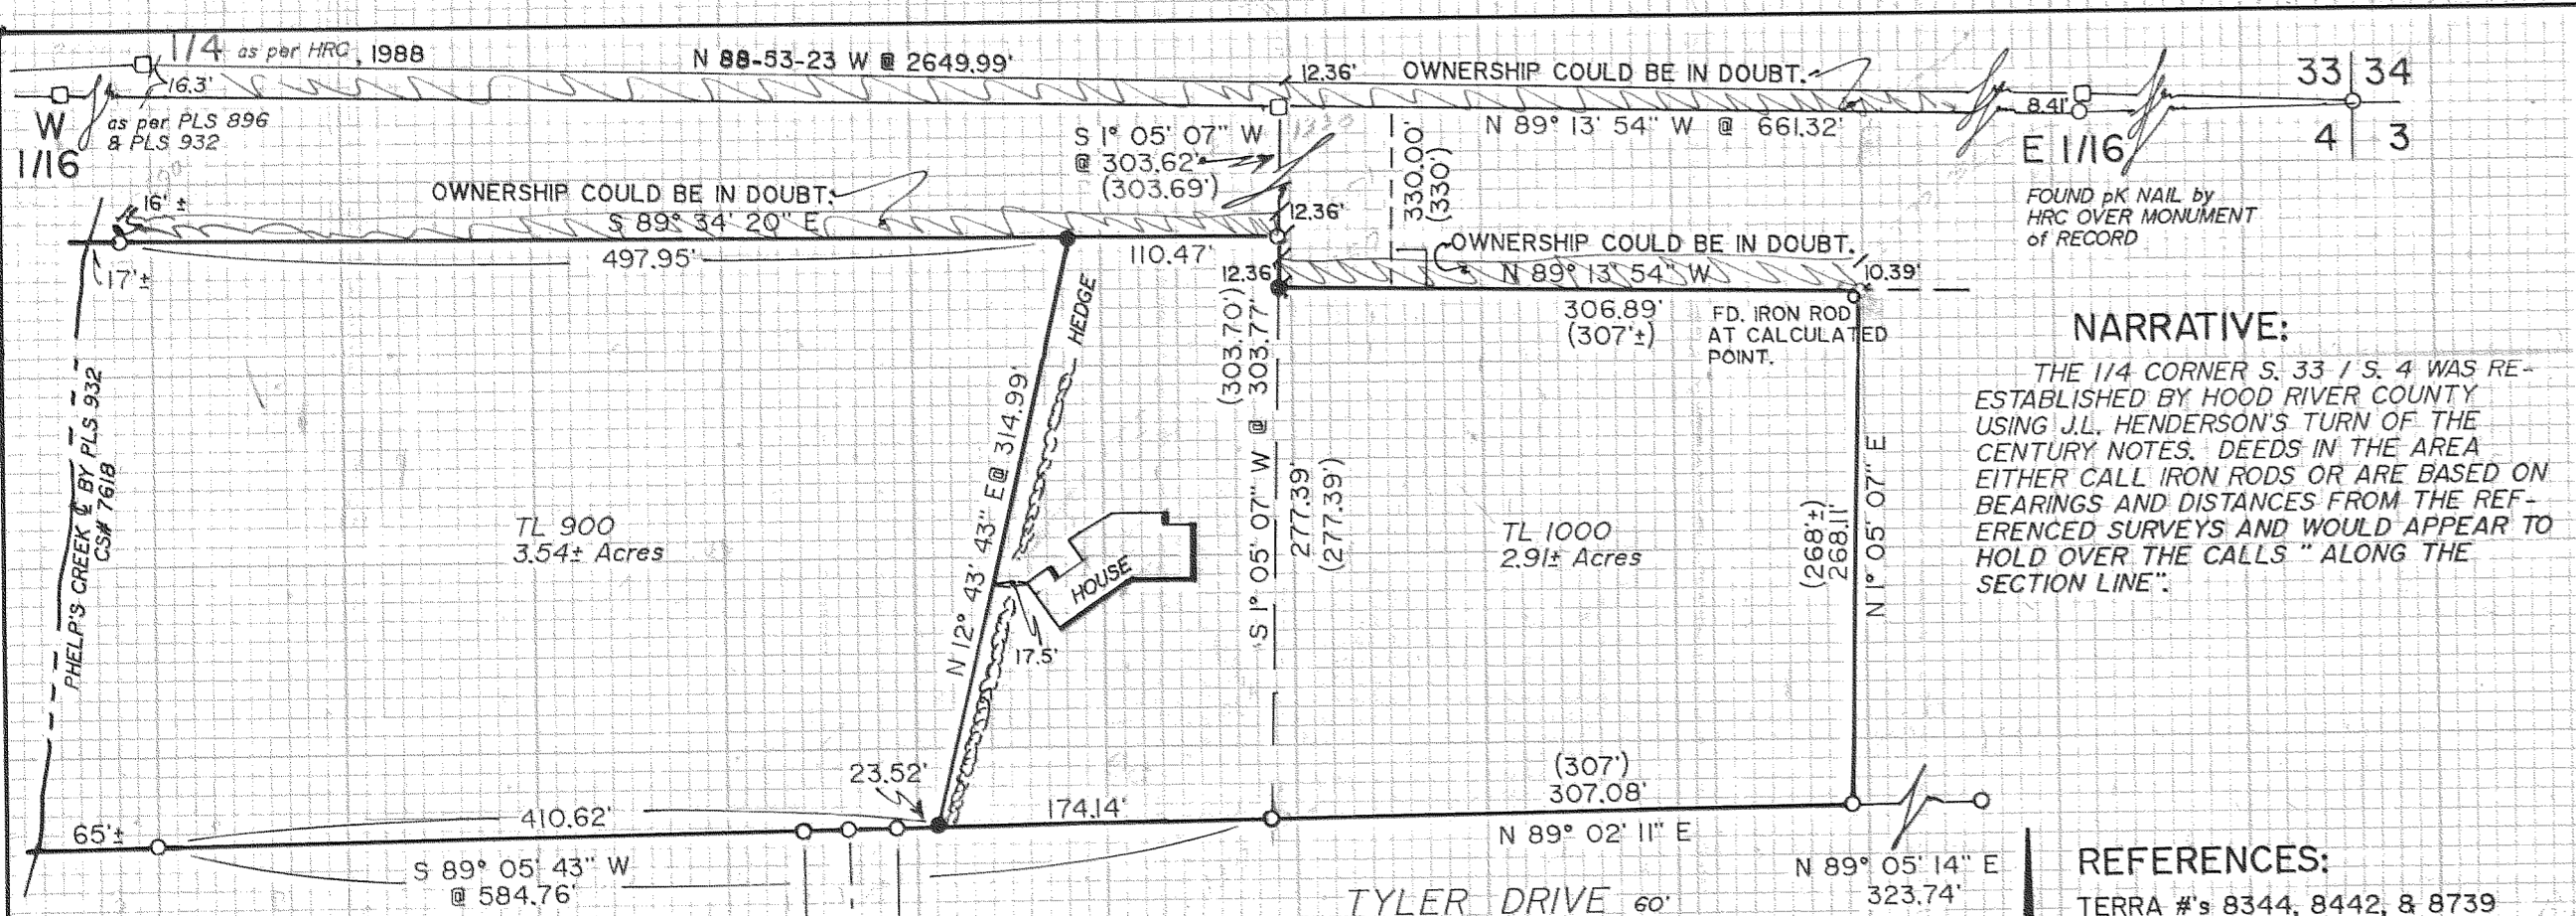 1/4 as per HRC, 1988
N 88-53-23 W @ 2649.99'
12.36'
OWNERSHIP COULD BE IN DOUBT.
33 34
16.3'
8.41'
W
1/16
as per PLS 896
& PLS 932
S 1° 05' 07" W
@ 303.62'
(303.69')
330.00'
(330')
N 89° 13' 54" W @ 661.32'
E 1/16
4 3
OWNERSHIP COULD BE IN DOUBT.
16' ±
S 89° 34' 20" E
12.36'
FOUND pK NAIL by
HRC OVER MONUMENT
of RECORD
17'±
497.95'
110.47'
12.36'
OWNERSHIP COULD BE IN DOUBT.
N 89° 13' 54" W
10.39'
306.89'
(307'±)
FD. IRON ROD
AT CALCULATED
POINT.
HEDGE
(303.70')
S 1° 05' 07" W @ 303.77'
277.39'
(277.39')
NARRATIVE:
THE 1/4 CORNER S. 33 / S. 4 WAS RE-
ESTABLISHED BY HOOD RIVER COUNTY
USING J.L. HENDERSON'S TURN OF THE
CENTURY NOTES. DEEDS IN THE AREA
EITHER CALL IRON RODS OR ARE BASED ON
BEARINGS AND DISTANCES FROM THE REF-
ERENCED SURVEYS AND WOULD APPEAR TO
HOLD OVER THE CALLS " ALONG THE
SECTION LINE".
PHELP'S CREEK ℄ BY PLS 932
CS# 7618
TL 900
3.54± Acres
N 12° 43' 43" E @ 314.99'
HOUSE
17.5'
TL 1000
2.91± Acres
(268'±)
268.11'
N 1° 05' 07" E
23.52'
65'±
410.62'
174.14'
(307')
307.08'
S 89° 05' 43" W
@ 584.76'
N 89° 02' 11" E
N 89° 05' 14" E
323.74'
TYLER DRIVE 60'
REFERENCES:
TERRA #'s 8344, 8442, & 8739